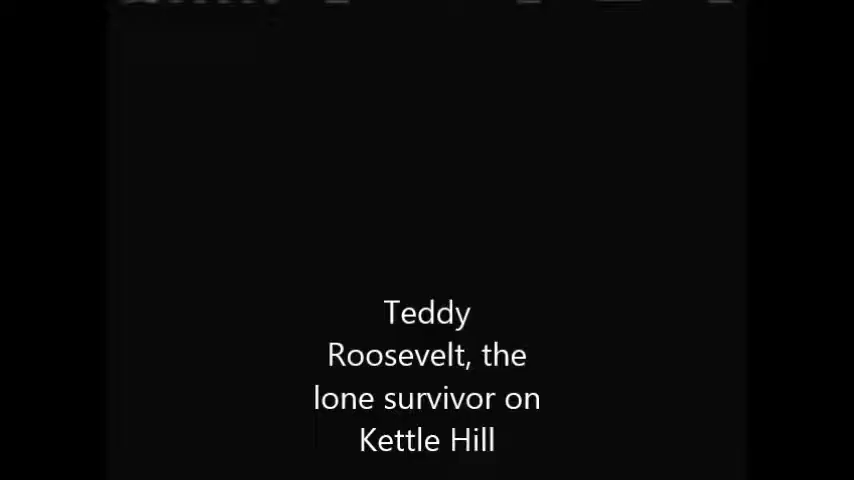 Teddy
Roosevelt, the
lone survivor on
Kettle Hill